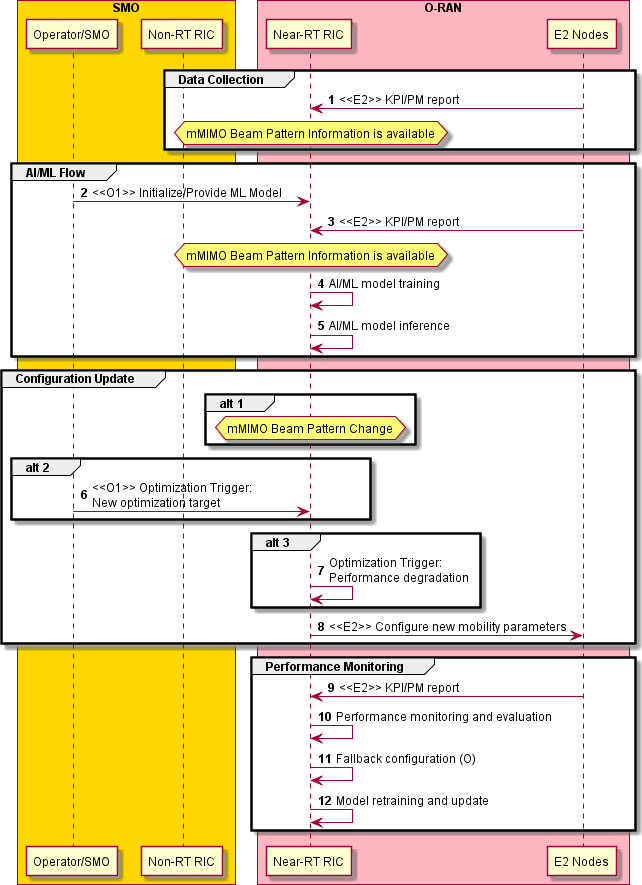 SMO
O-RAN
Operator/SMO
Non-RT RIC
Near-RT RIC
E2 Nodes
Data Collection
1 <<E2>> KPI/PM report
mMIMO Beam Pattern Information is available
AI/ML Flow
2 <<O1>> Initialize/Provide ML Model
3 <<E2>> KPI/PM report
mMIMO Beam Pattern Information is available
4 AI/ML model training
5 AI/ML model inference
Configuration Update
alt 1
mMIMO Beam Pattern Change
alt 2
6 <<O1>> Optimization Trigger:
New optimization target
alt 3
7 Optimization Trigger:
Performance degradation
8 <<E2>> Configure new mobility parameters
Performance Monitoring
9 <<E2>> KPI/PM report
10 Performance monitoring and evaluation
11 Fallback configuration (O)
12 Model retraining and update
Operator/SMO
Non-RT RIC
Near-RT RIC
E2 Nodes